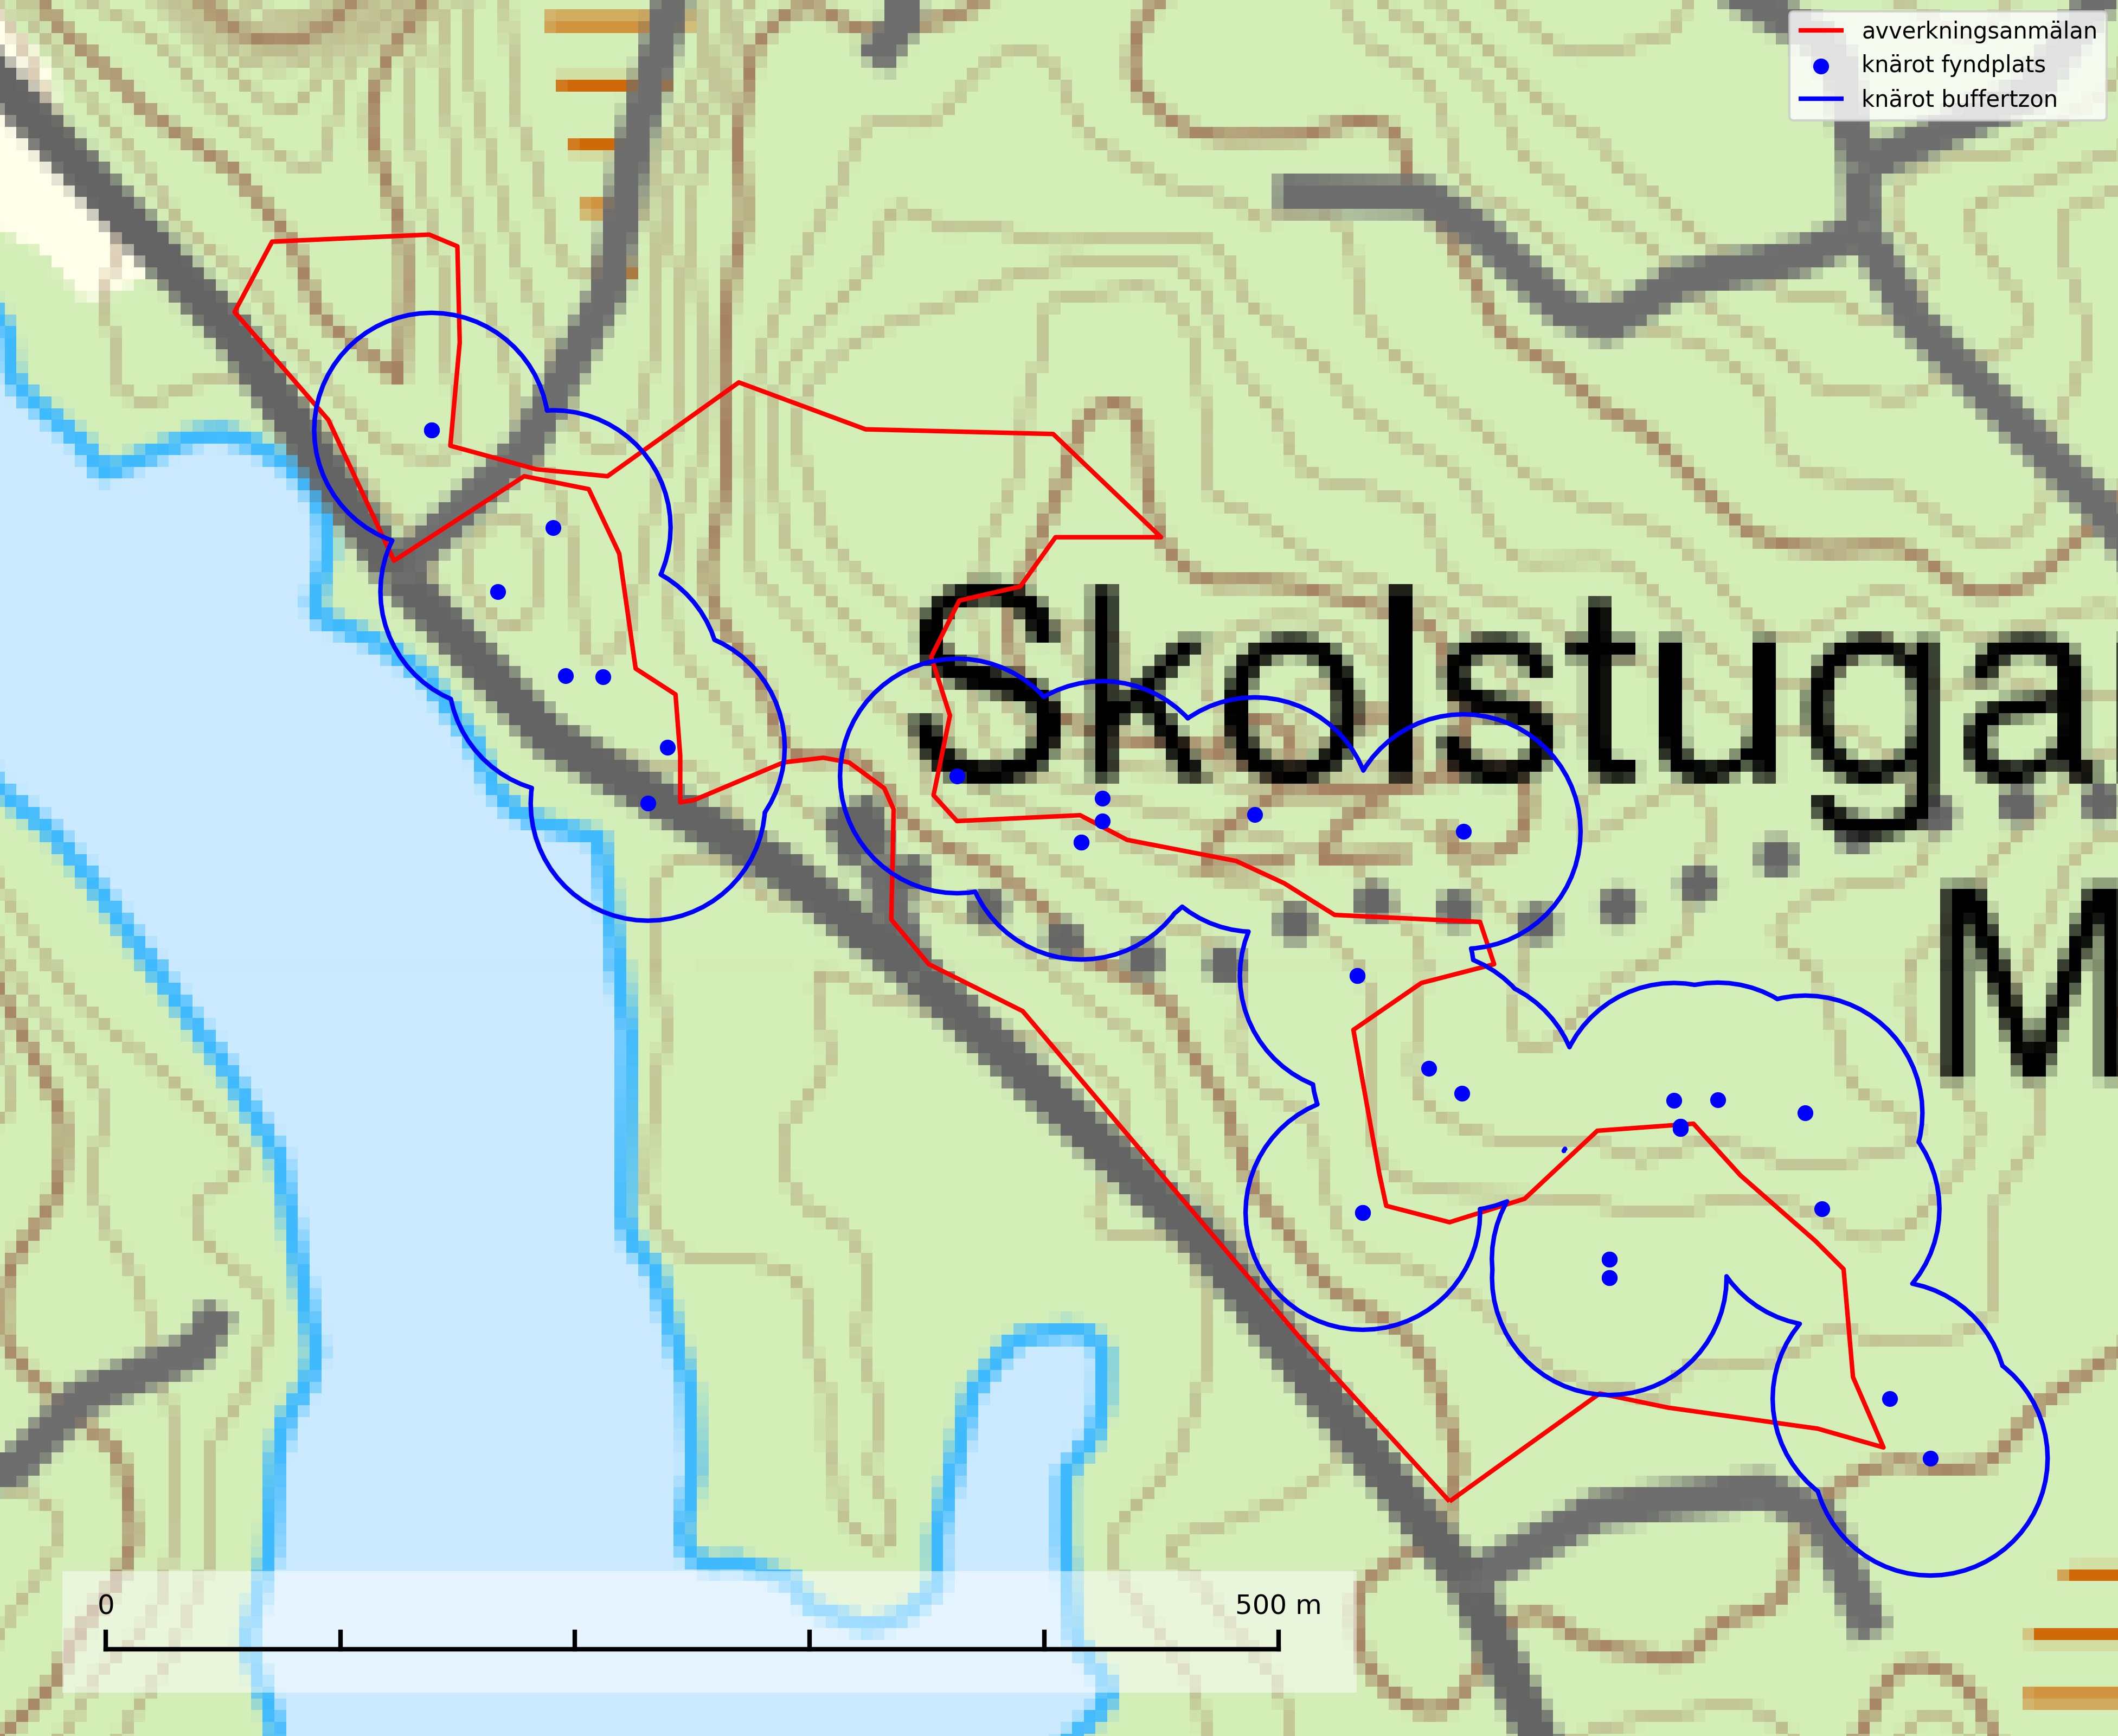 avverkningsanmälan
knärot fyndplats
knärot buffertzon
Skolstuga
M
0 500 m